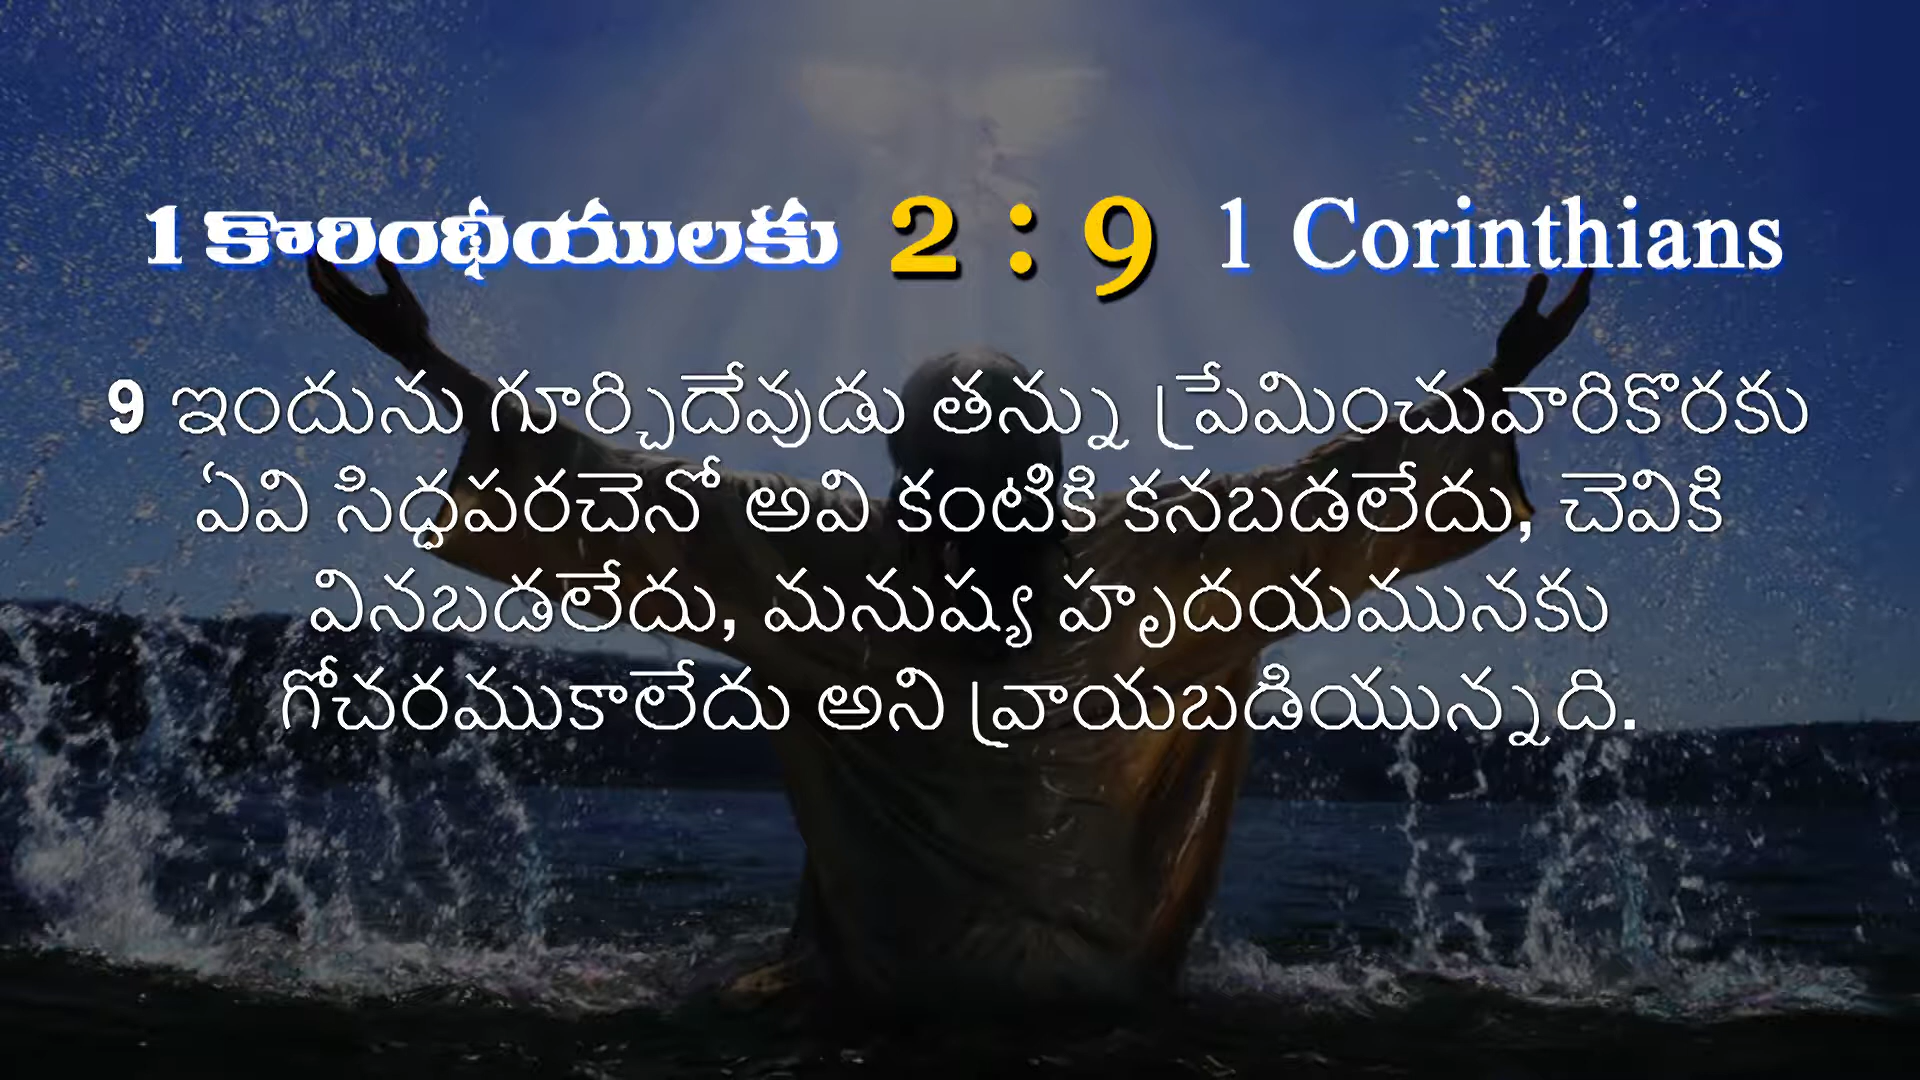 1 కొరింథీయులకు 2 : 9 1 Corinthians
9 ఇందును గూర్చిదేవుడు తన్ను ప్రేమించువారికొరకు
ఏవి సిద్ధపరచెనో అవి కంటికి కనబడలేదు, చెవికి
వినబడలేదు, మనుష్య హృదయమునకు
గోచరముకాలేదు అని వ్రాయబడియున్నది.